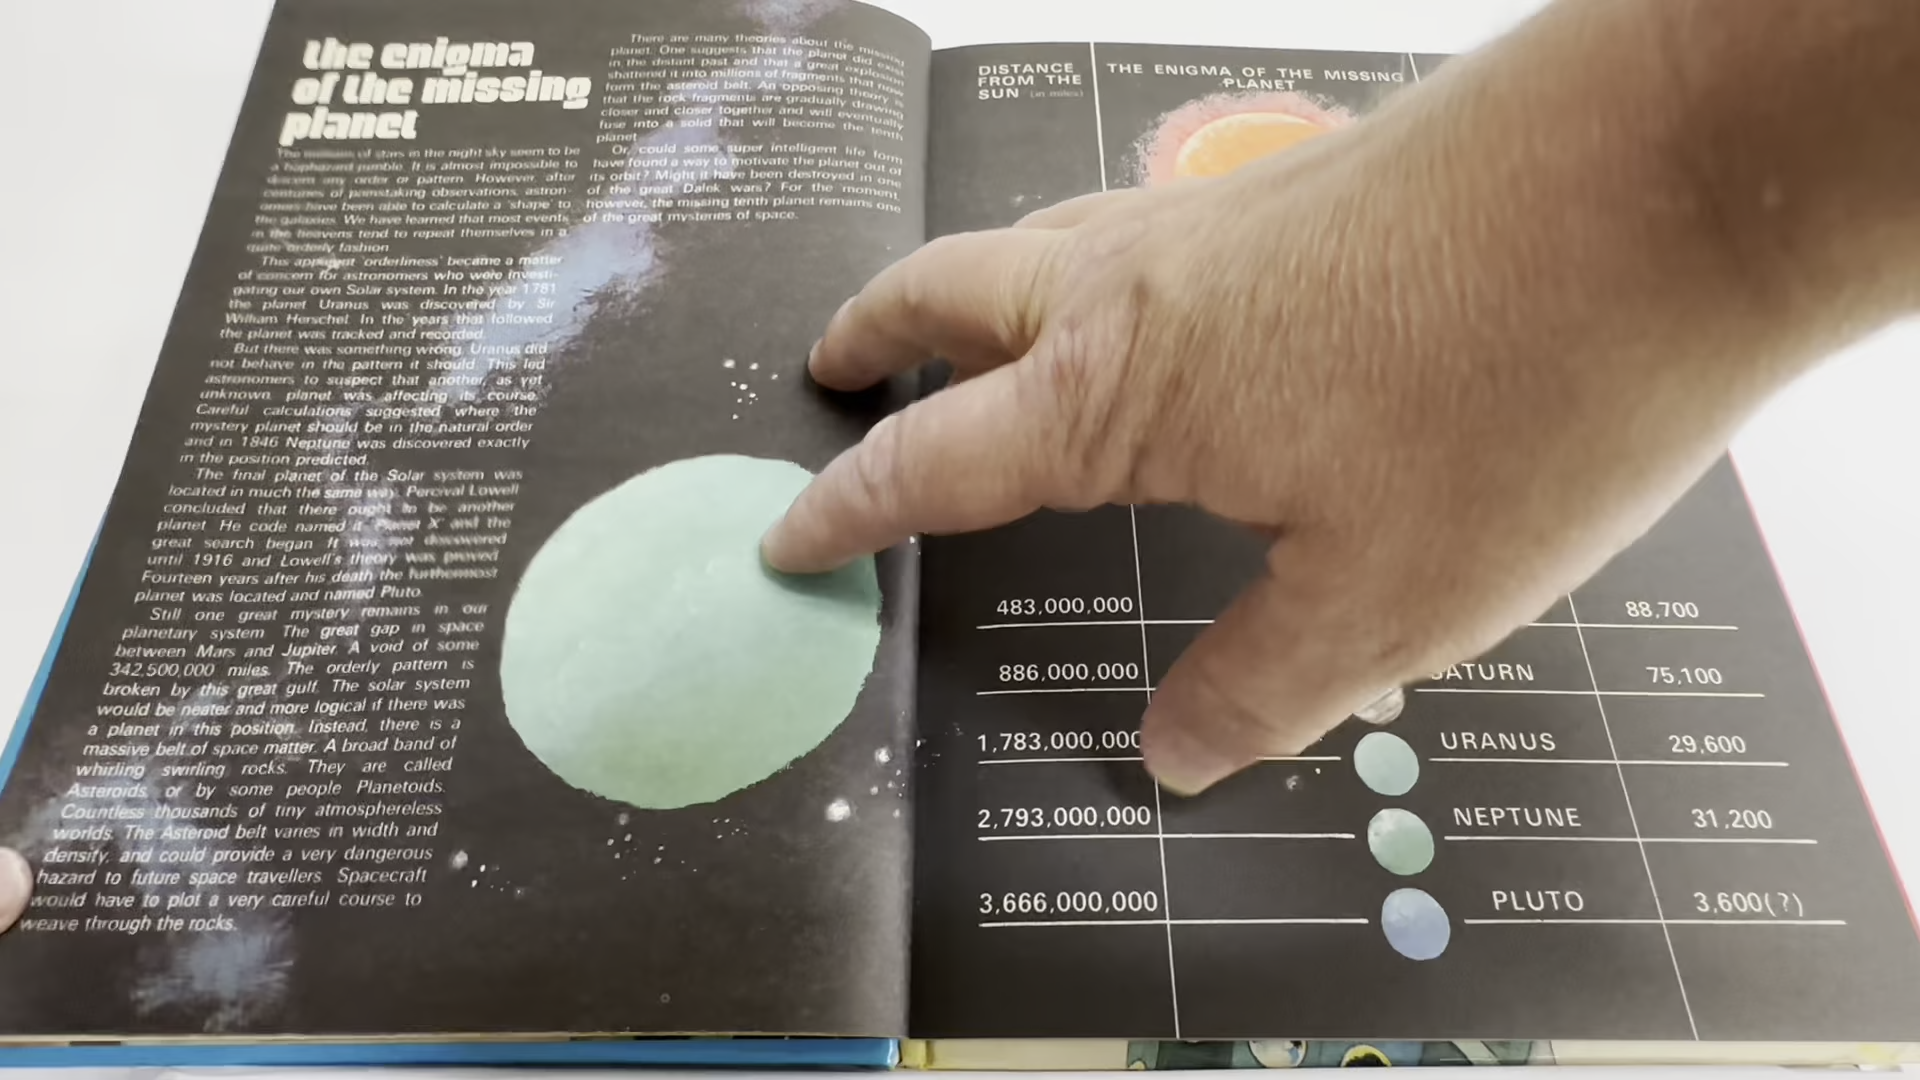 the enigma
of the missing
planet
The millions of stars in the night sky seem to be
a haphazard jumble. It is almost impossible to
discern any order or pattern. However, after
centuries of painstaking observations, astron-
omers have been able to calculate a 'shape' to
the galaxies. We have learned that most events
in the heavens tend to repeat themselves in a
quite orderly fashion.
This apparent 'orderliness' became a matter
of concern for astronomers who were investi-
gating our own Solar system. In the year 1781
the planet Uranus was discovered by Sir
William Herschel. In the years that followed
the planet was tracked and recorded.
But there was something wrong. Uranus did
not behave in the pattern it should. This led
astronomers to suspect that another, as yet
unknown, planet was affecting its course.
Careful calculations suggested where the
mystery planet should be in the natural order
and in 1846 Neptune was discovered exactly
in the position predicted.
The final planet of the Solar system was
located in much the same way. Percival Lowell
concluded that there ought to be another
planet. He code named it 'Planet X' and the
great search began. It was not discovered
until 1916 and Lowell's theory was proved.
Fourteen years after his death the furthermost
planet was located and named Pluto.
Still one great mystery remains in our
planetary system. The great gap in space
between Mars and Jupiter. A void of some
342,500,000 miles. The orderly pattern is
broken by this great gulf. The solar system
would be neater and more logical if there was
a planet in this position. Instead, there is a
massive belt of space matter. A broad band of
whirling swirling rocks. They are called
Asteroids, or by some people Planetoids.
Countless thousands of tiny atmosphereless
worlds. The Asteroid belt varies in width and
density, and could provide a very dangerous
hazard to future space travellers. Spacecraft
would have to plot a very careful course to
weave through the rocks.
There are many theories about the missing
planet. One suggests that the planet did exist
in the distant past and that a great explosion
shattered it into millions of fragments that now
form the asteroid belt. An opposing theory is
that the rock fragments are gradually drawing
closer and closer together and will eventually
fuse into a solid that will become the tenth
planet.
Or, could some super intelligent life form
have found a way to motivate the planet out of
its orbit? Might it have been destroyed in one
of the great Dalek wars? For the moment,
however, the missing tenth planet remains one
of the great mysteries of space.
DISTANCE
FROM THE
SUN (in miles)
THE ENIGMA OF THE MISSING
PLANET
483,000,000 88,700
886,000,000 SATURN 75,100
1,783,000,000 URANUS 29,600
2,793,000,000 NEPTUNE 31,200
3,666,000,000 PLUTO 3,600(?)